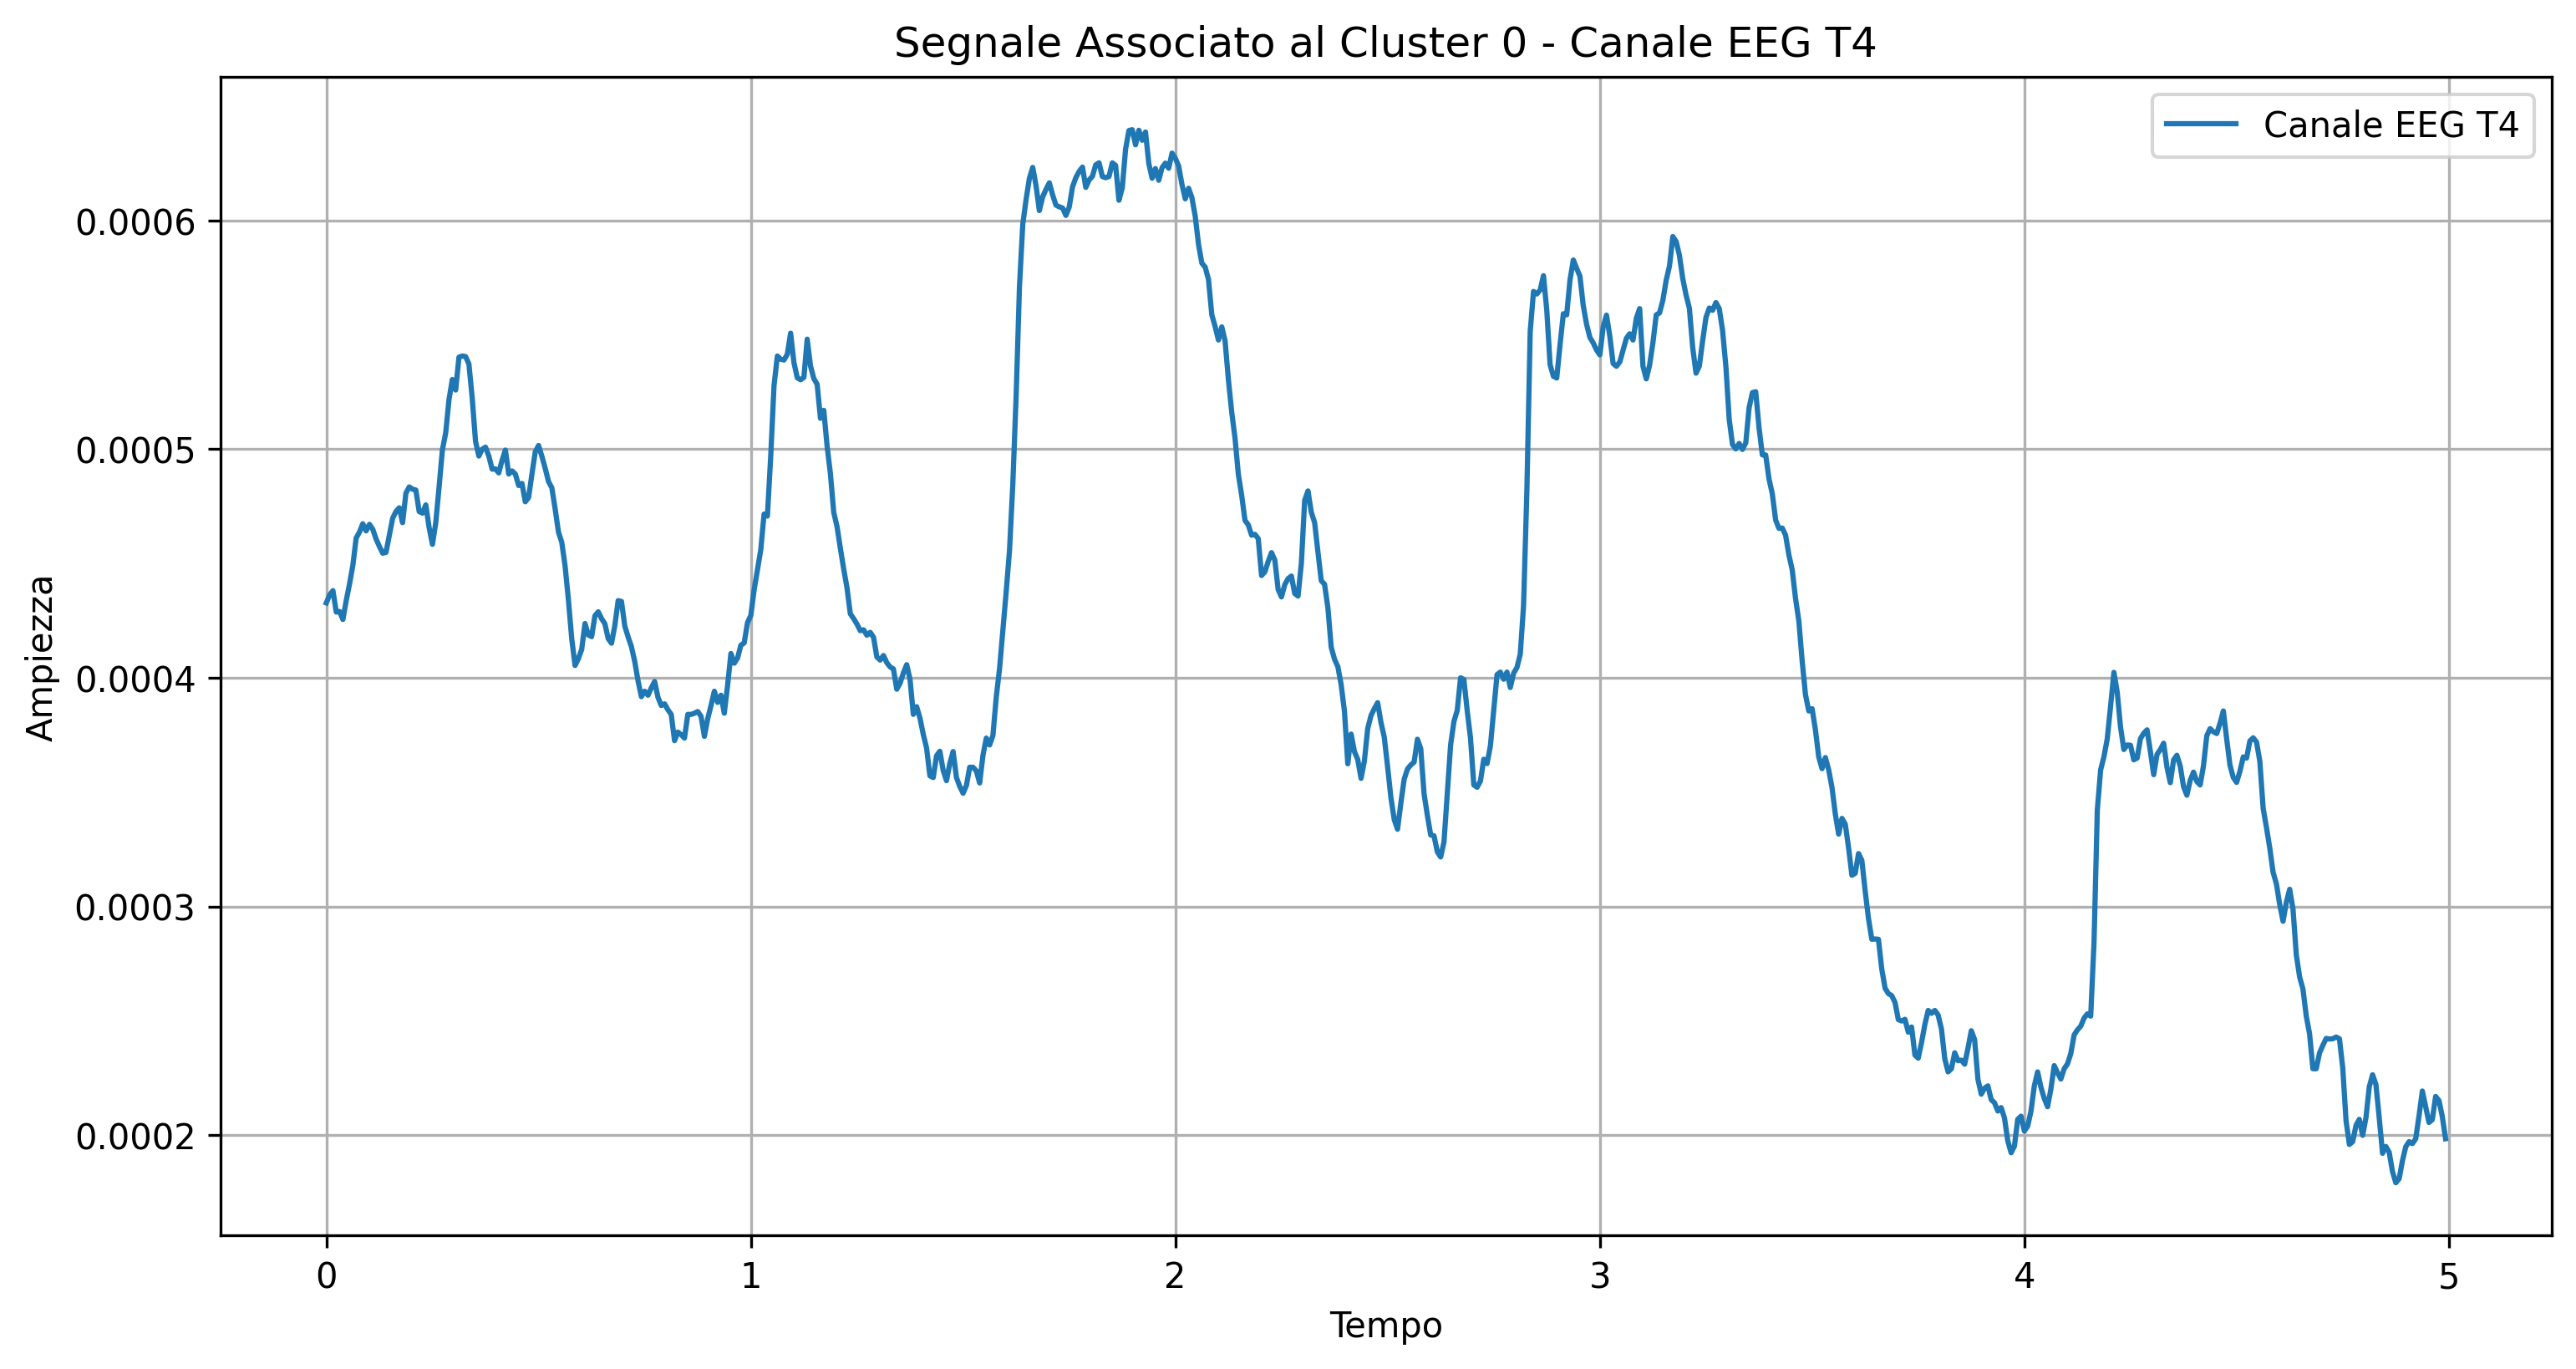 Segnale Associato al Cluster 0 - Canale EEG T4
Canale EEG T4
Ampiezza
0.0006
0.0005
0.0004
0.0003
0.0002
0 1 2 3 4 5
Tempo